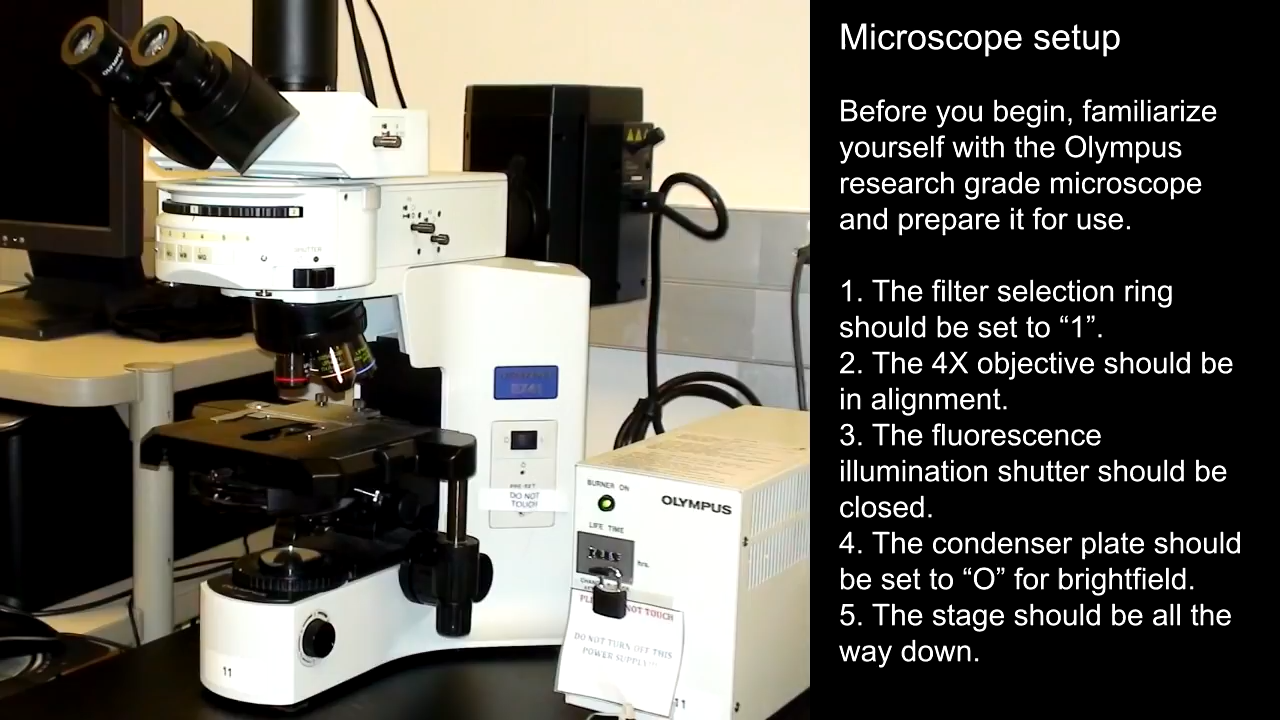 Microscope setup
Before you begin, familiarize
yourself with the Olympus
research grade microscope
and prepare it for use.
1. The filter selection ring
should be set to “1”.
2. The 4X objective should be
in alignment.
3. The fluorescence
illumination shutter should be
closed.
4. The condenser plate should
be set to “O” for brightfield.
5. The stage should be all the
way down.
OLYMPUS
SHUTTER
PRE-SET
DO NOT
TOUCH
11
BURNER ON
OLYMPUS
LIFE TIME
hrs.
NOT TOUCH
DO NOT TURN OFF THIS
POWER SUPPLY!!!
11